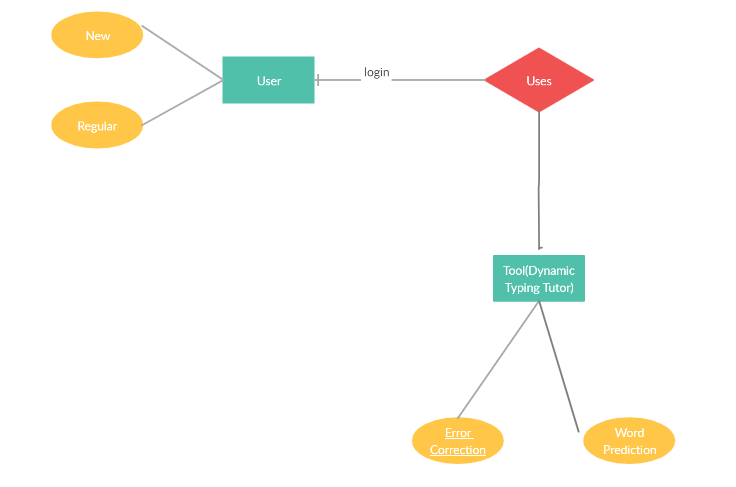 New
login
User
Uses
Regular
Tool(Dynamic
Typing Tutor)
Error
Correction
Word
Prediction